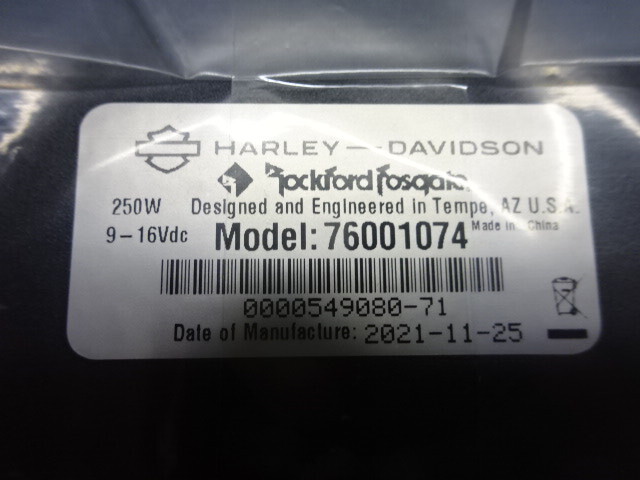 HARLEY-DAVIDSON
Rockford Fosgate
250W Designed and Engineered in Tempe, AZ U.S.A.
9-16Vdc Model: 76001074 Made in China
0000549080-71
Date of Manufacture: 2021-11-25